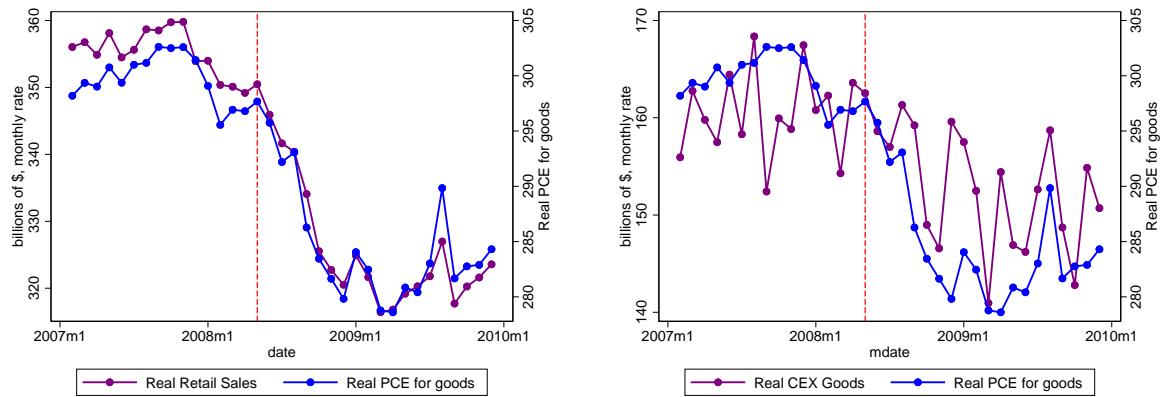 billions of $, monthly rate
360
350
340
330
320
Real PCE for goods
305
300
295
290
285
280
2007m1 2008m1 2009m1 2010m1
date
Real Retail Sales Real PCE for goods
billions of $, monthly rate
170
160
150
140
Real PCE for goods
305
300
295
290
285
280
2007m1 2008m1 2009m1 2010m1
mdate
Real CEX Goods Real PCE for goods